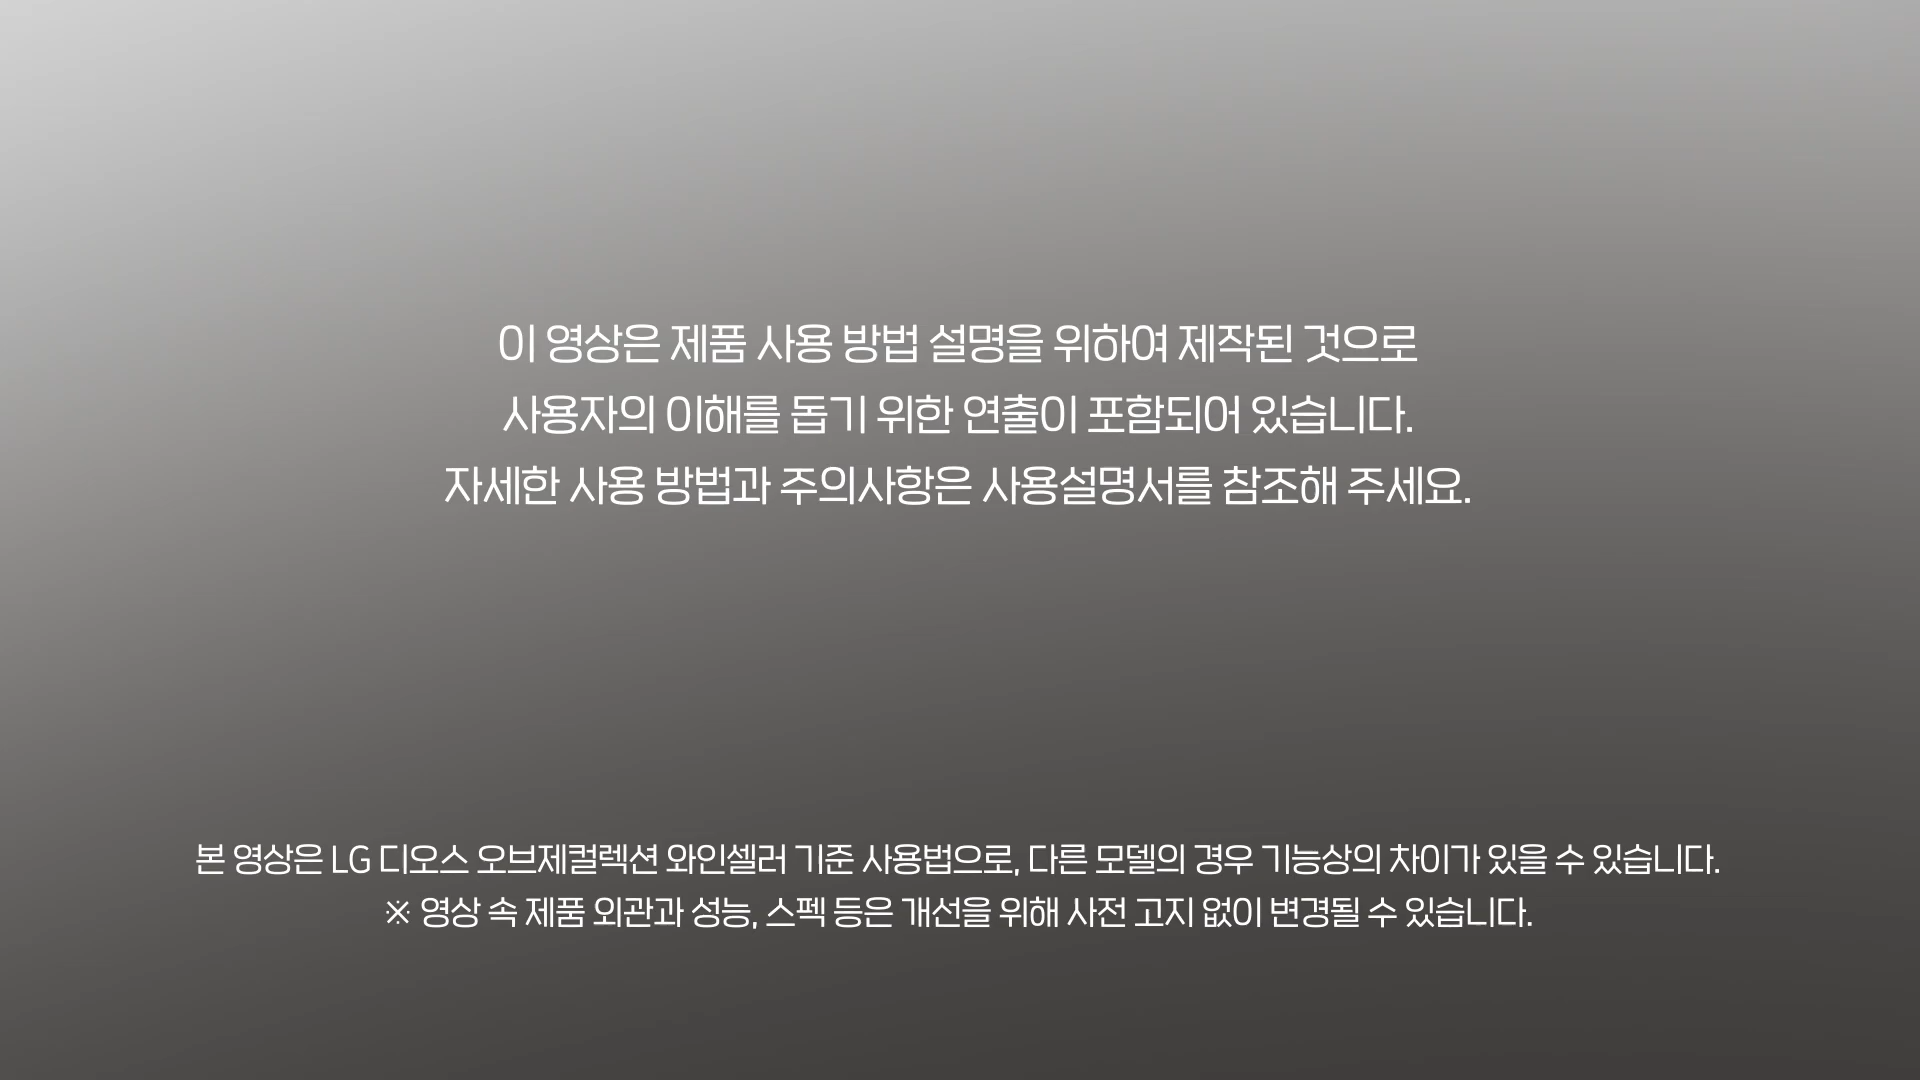 이 영상은 제품 사용 방법 설명을 위하여 제작된 것으로
사용자의 이해를 돕기 위한 연출이 포함되어 있습니다.
자세한 사용 방법과 주의사항은 사용설명서를 참조해 주세요.
본 영상은 LG 디오스 오브제컬렉션 와인셀러 기준 사용법으로, 다른 모델의 경우 기능상의 차이가 있을 수 있습니다.
※ 영상 속 제품 외관과 성능, 스펙 등은 개선을 위해 사전 고지 없이 변경될 수 있습니다.